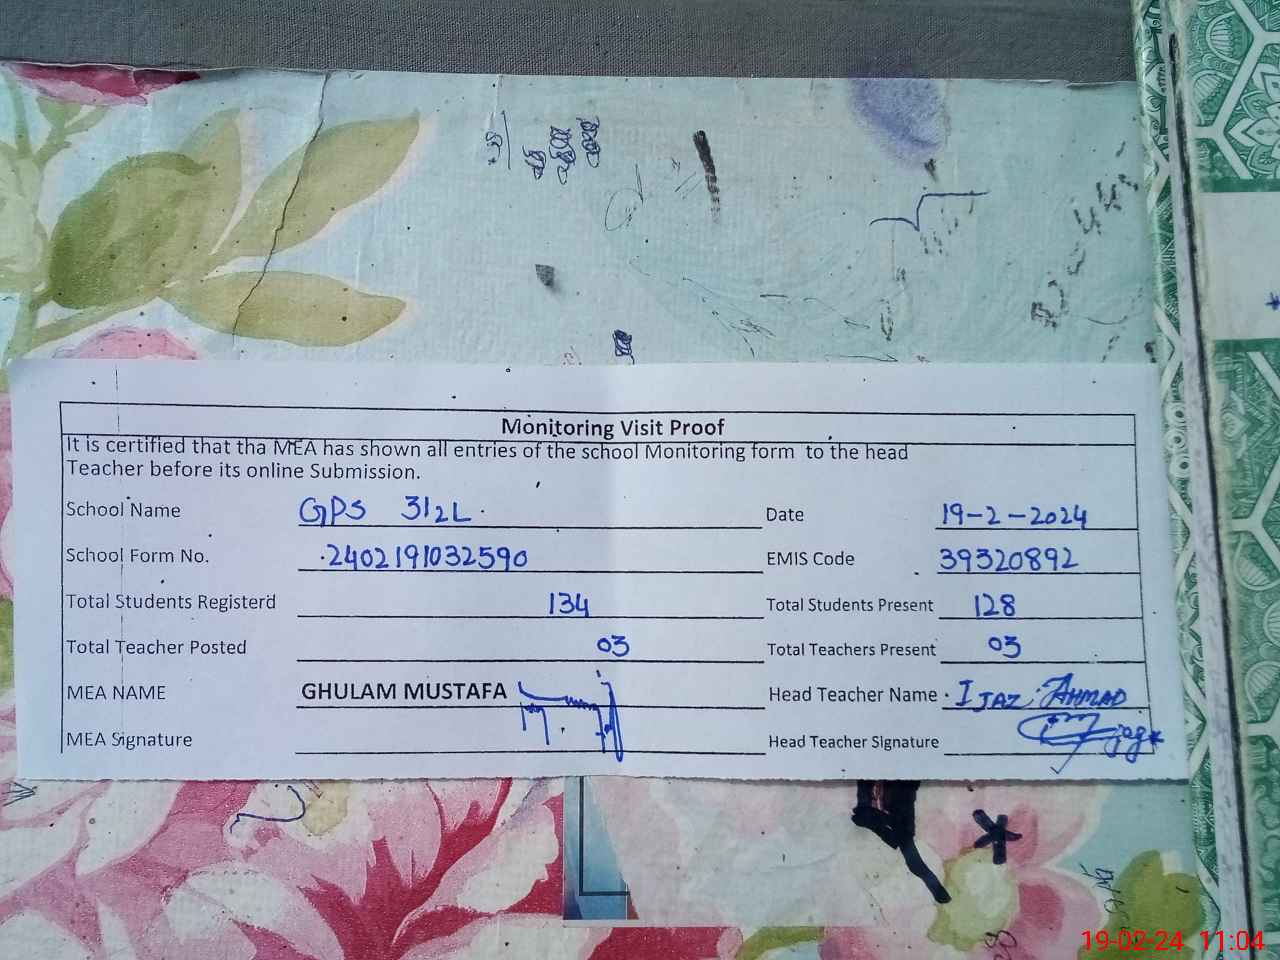 Monitoring Visit Proof
It is certified that tha MEA has shown all entries of the school Monitoring form to the head
Teacher before its online Submission.
School Name GPS 312L Date 19-2-2024
School Form No. 2402191032590 EMIS Code 39320892
Total Students Registerd 134 Total Students Present 128
Total Teacher Posted 03 Total Teachers Present 03
MEA NAME GHULAM MUSTAFA Head Teacher Name IJAZ AHMAD
MEA Signature Head Teacher Signature
19-02-24 11:04